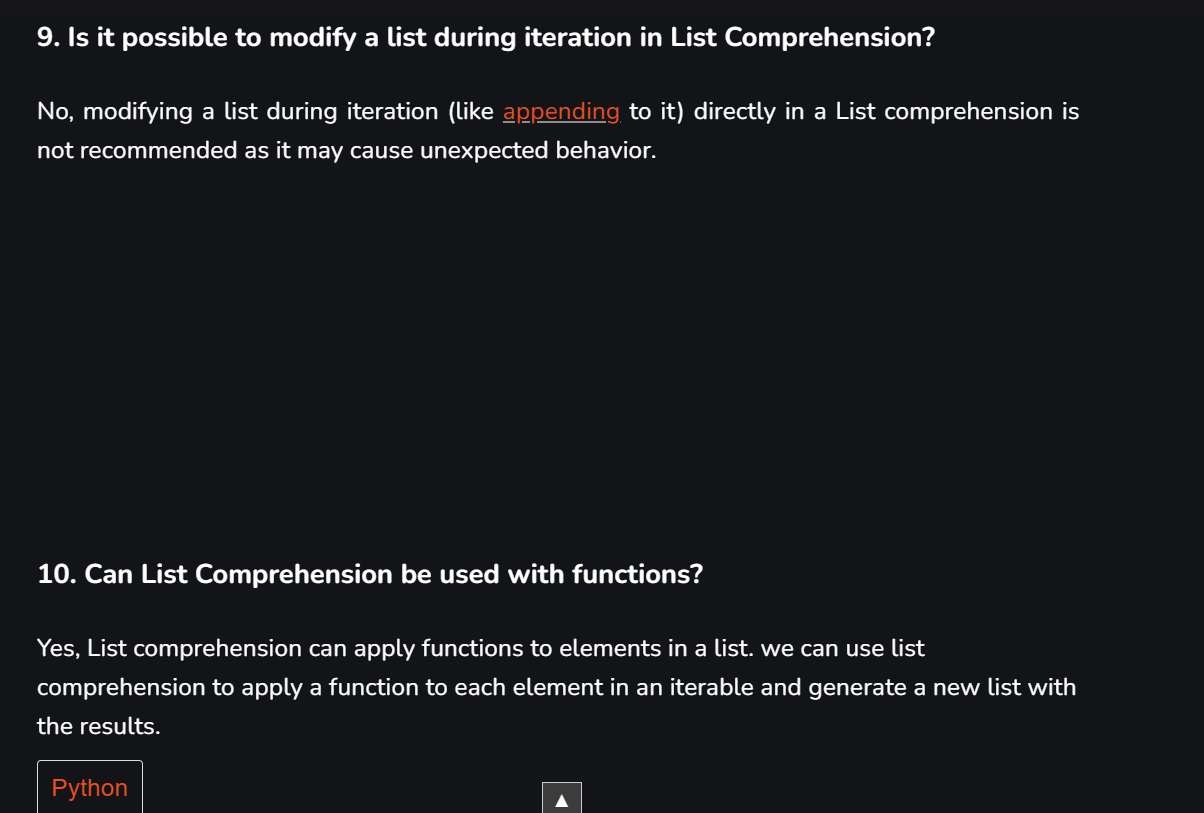 9. Is it possible to modify a list during iteration in List Comprehension?
No, modifying a list during iteration (like appending to it) directly in a List comprehension is
not recommended as it may cause unexpected behavior.
10. Can List Comprehension be used with functions?
Yes, List comprehension can apply functions to elements in a list. we can use list
comprehension to apply a function to each element in an iterable and generate a new list with
the results.
Python